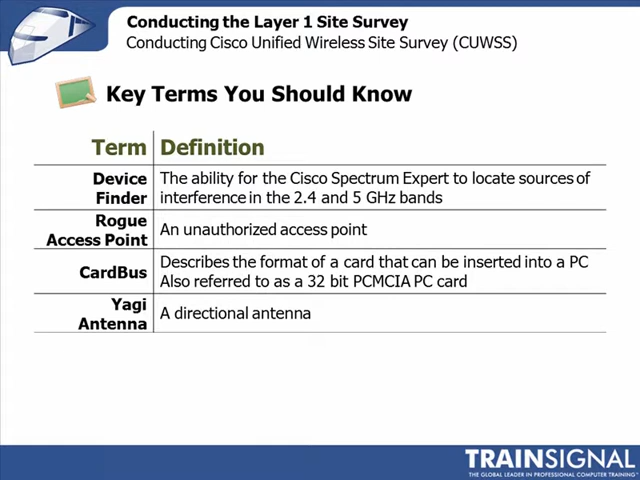 Conducting the Layer 1 Site Survey
Conducting Cisco Unified Wireless Site Survey (CUWSS)
Key Terms You Should Know
Term Definition
Device Finder The ability for the Cisco Spectrum Expert to locate sources of
interference in the 2.4 and 5 GHz bands
Rogue Access Point An unauthorized access point
CardBus Describes the format of a card that can be inserted into a PC
Also referred to as a 32 bit PCMCIA PC card
Yagi Antenna A directional antenna
TRAINSIGNAL
THE GLOBAL LEADER IN PROFESSIONAL COMPUTER TRAINING